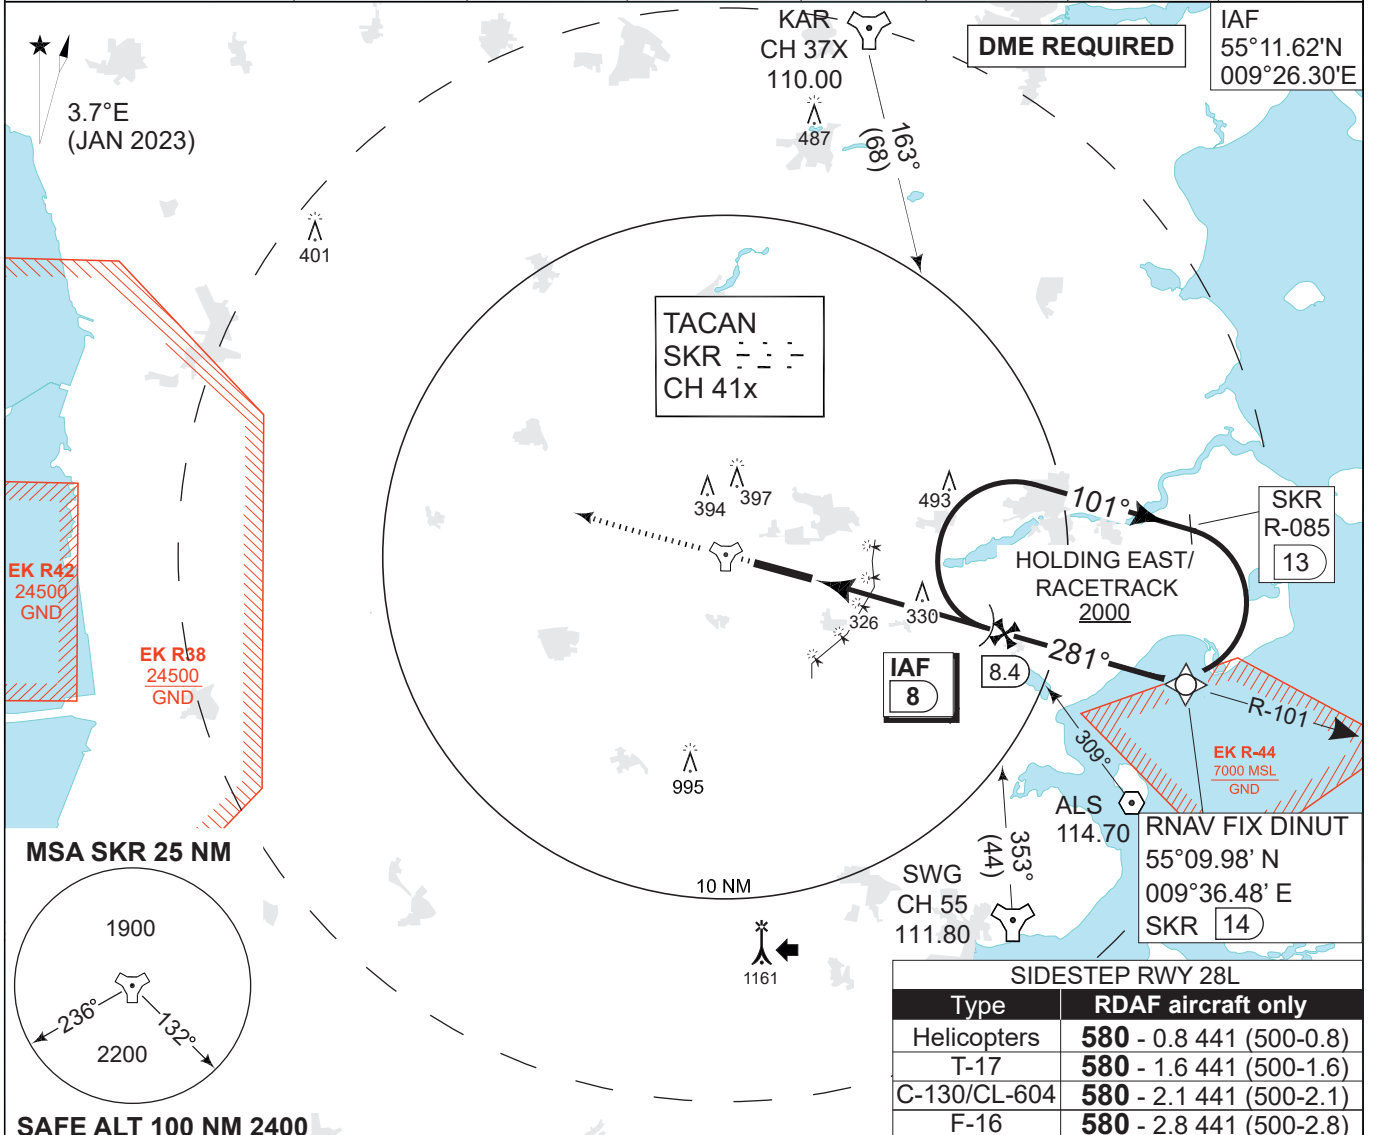 KAR
CH 37X
110.00
DME REQUIRED
IAF
55°11.62'N
009°26.30'E
3.7°E
(JAN 2023)
487
163°
(68)
401
TACAN
SKR
CH 41x
394
397
493
101°
SKR
R-085
13
HOLDING EAST/
RACETRACK
2000
EK R42
24500
GND
326
330
281°
EK R38
24500
GND
IAF
8
8.4
R-101
309°
EK R-44
7000 MSL
GND
995
ALS
114.70
RNAV FIX DINUT
55°09.98' N
009°36.48' E
SKR 14
353°
(44)
MSA SKR 25 NM
10 NM
SWG
CH 55
111.80
1900
1161
236°
132°
2200
SIDESTEP RWY 28L
Type RDAF aircraft only
Helicopters 580 - 0.8 441 (500-0.8)
T-17 580 - 1.6 441 (500-1.6)
C-130/CL-604 580 - 2.1 441 (500-2.1)
F-16 580 - 2.8 441 (500-2.8)
SAFE ALT 100 NM 2400